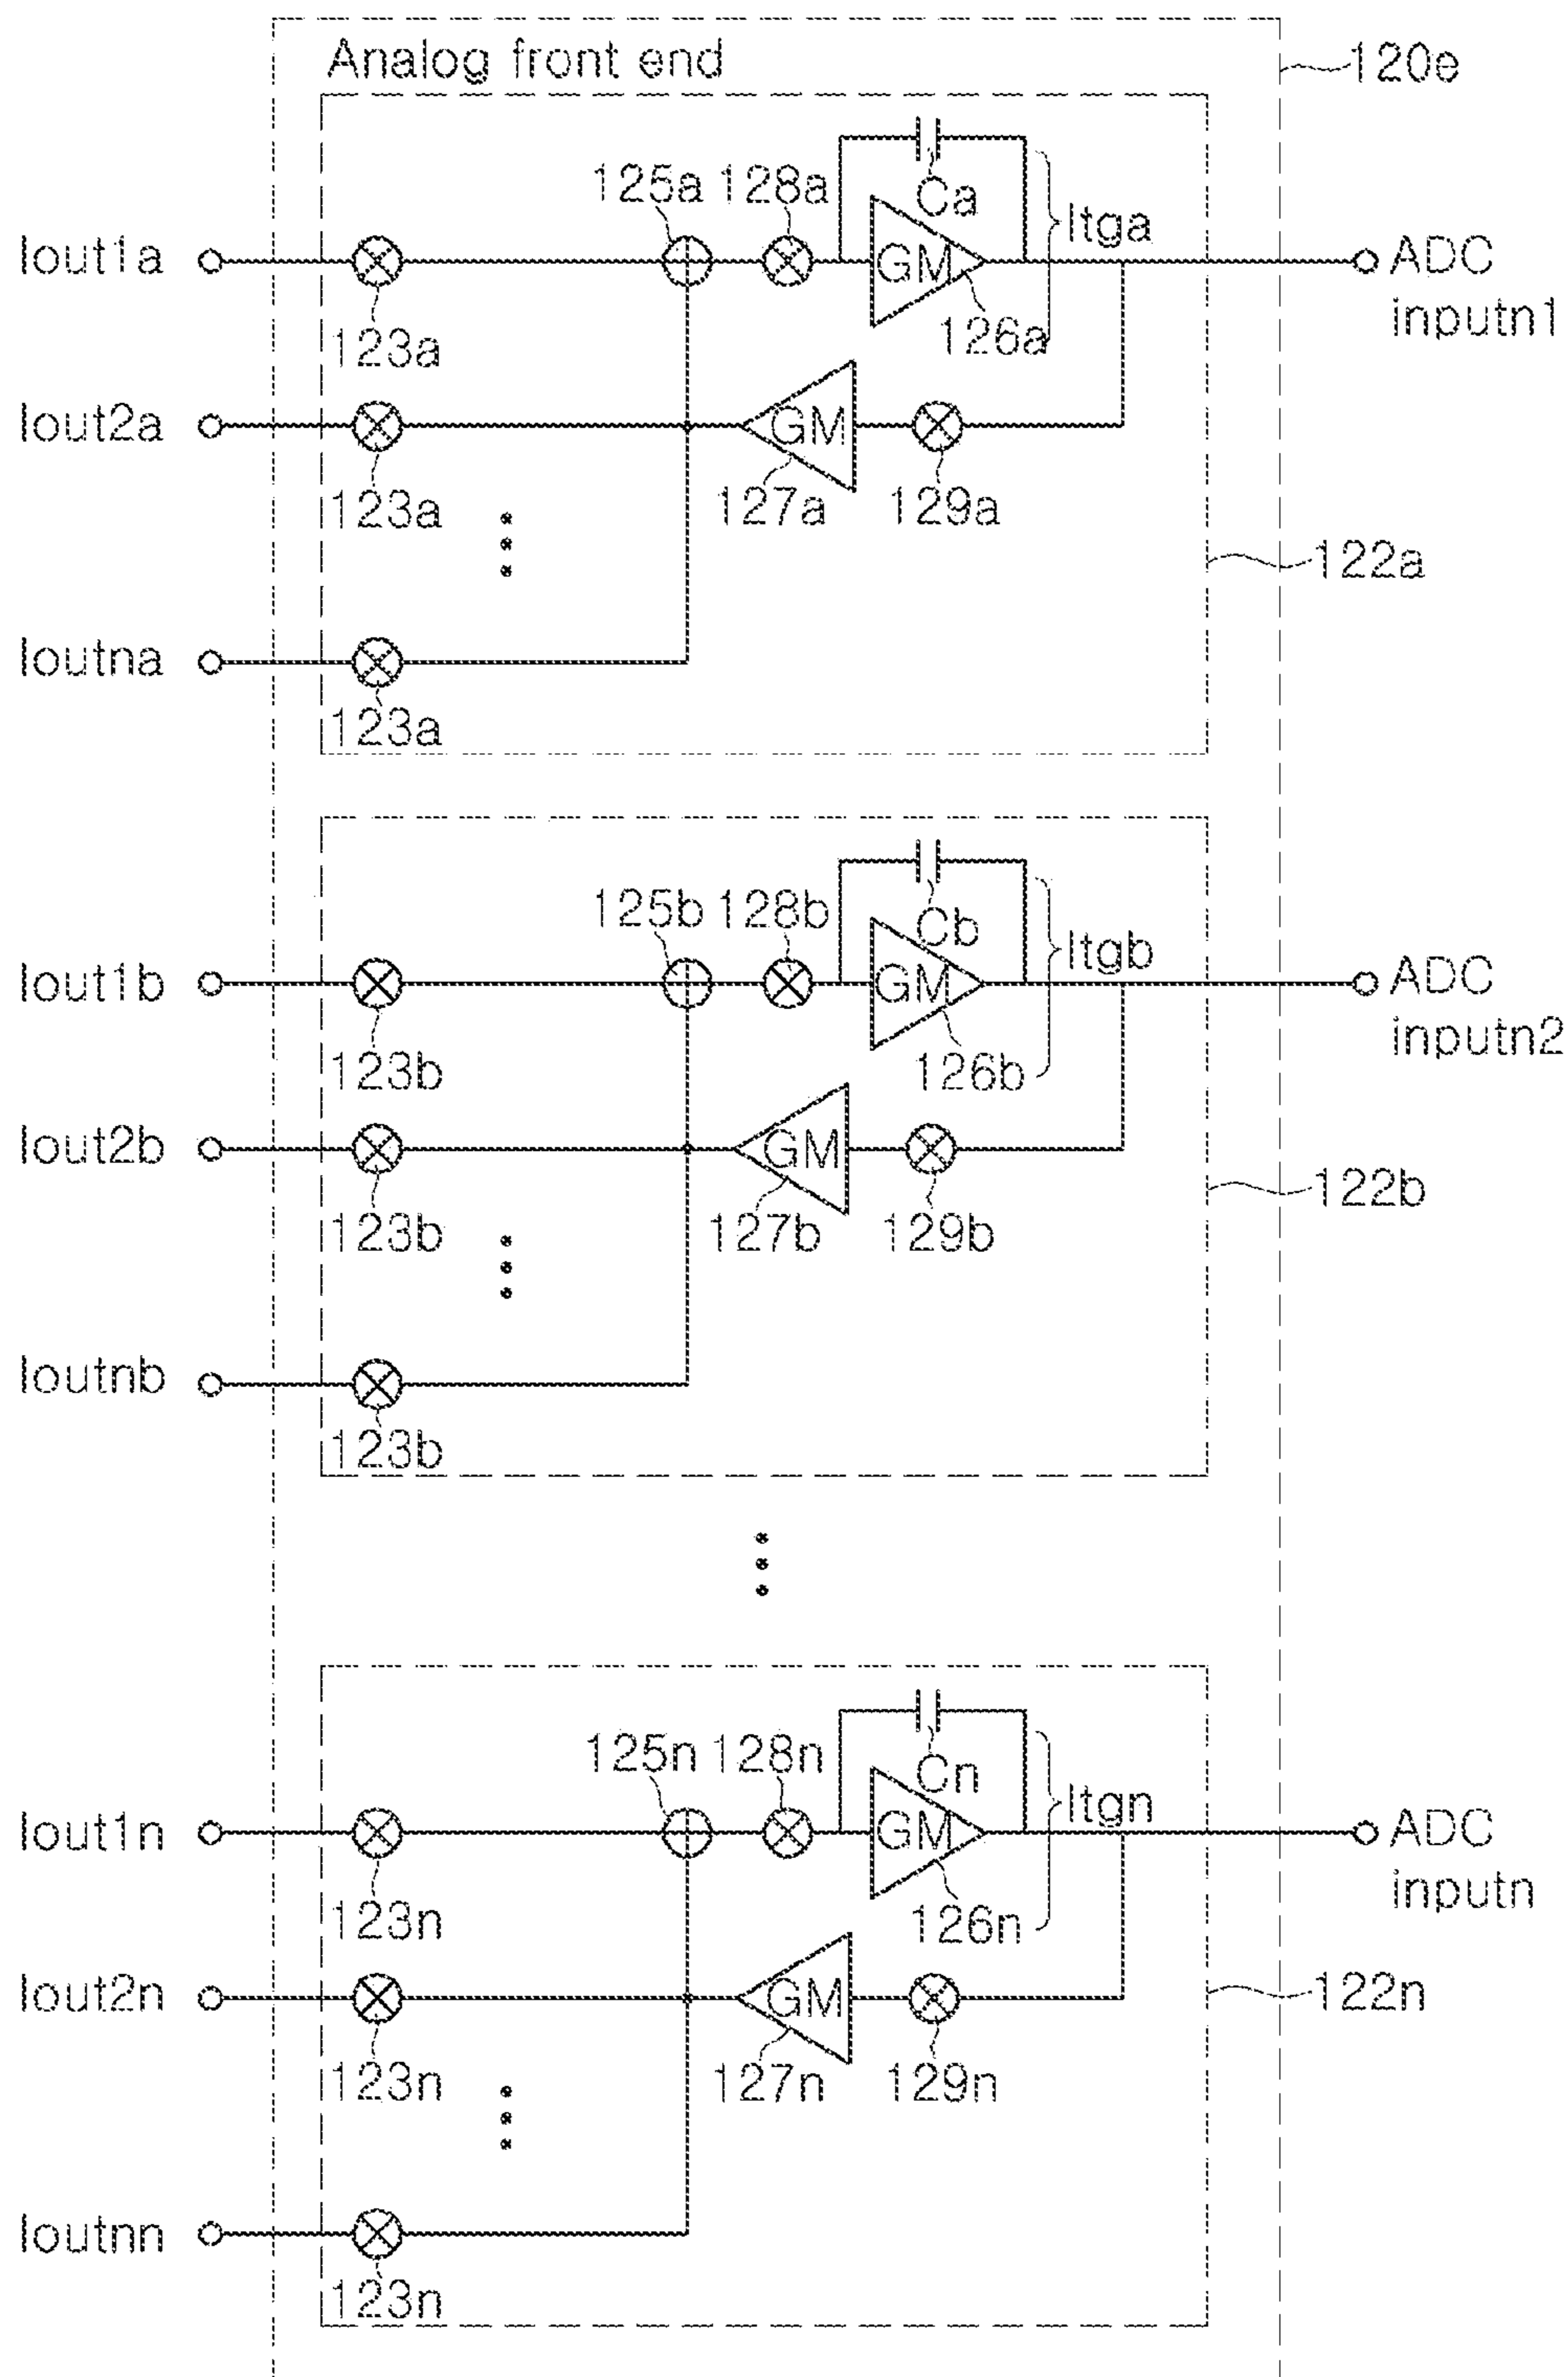 Analog front end
120e
125a 128a
Ca
Itga
Iout1a
GM
ADC
inputn1
123a
126a
Iout2a
GM
123a
127a
129a
122a
Ioutna
123a
125b 128b
Cb
Itgb
Iout1b
GM
ADC
inputn2
123b
126b
Iout2b
GM
122b
123b
127b
129b
Ioutnb
123b
125n 128n
Cn
Itgn
Iout1n
GM
ADC
inputn
123n
126n
Iout2n
GM
122n
123n
127n
129n
Ioutnn
123n